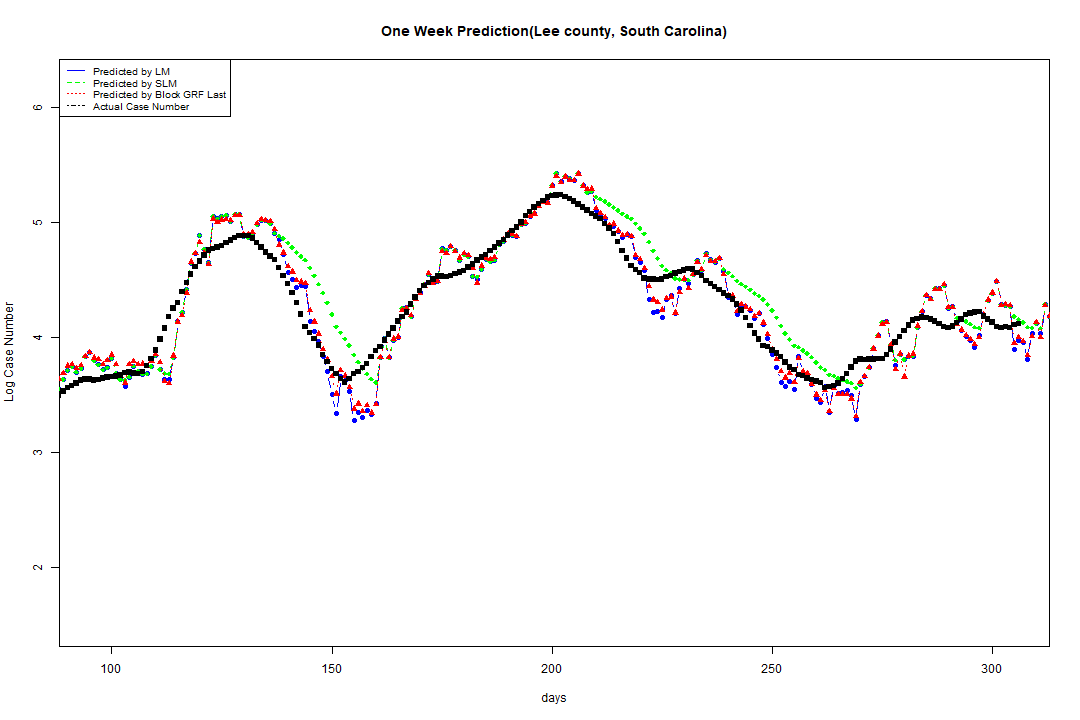 One Week Prediction(Lee county, South Carolina)
Predicted by LM
Predicted by SLM
Predicted by Block GRF Last
Actual Case Number
Log Case Number
6
5
4
3
2
100 150 200 250 300
days